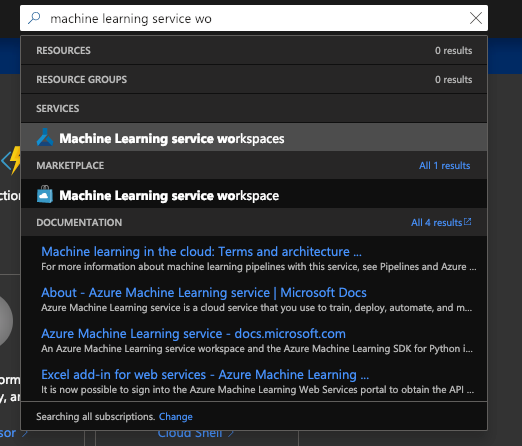 machine learning service wo
RESOURCES 0 results
RESOURCE GROUPS 0 results
SERVICES
Machine Learning service workspaces
MARKETPLACE All 1 results
Machine Learning service workspace
DOCUMENTATION All 4 results
Machine learning in the cloud: Terms and architecture ...
For more information about machine learning pipelines with this service, see Pipelines and Azure ...
About - Azure Machine Learning service | Microsoft Docs
Azure Machine Learning service is a cloud service that you use to train, deploy, automate, and m...
Azure Machine Learning service - docs.microsoft.com
An Azure Machine Learning service workspace and the Azure Machine Learning SDK for Python i...
Excel add-in for web services - Azure Machine Learning ...
It is now possible to sign into the Azure Machine Learning Web Services portal to obtain the API ...
Searching all subscriptions. Change
Cloud Shell